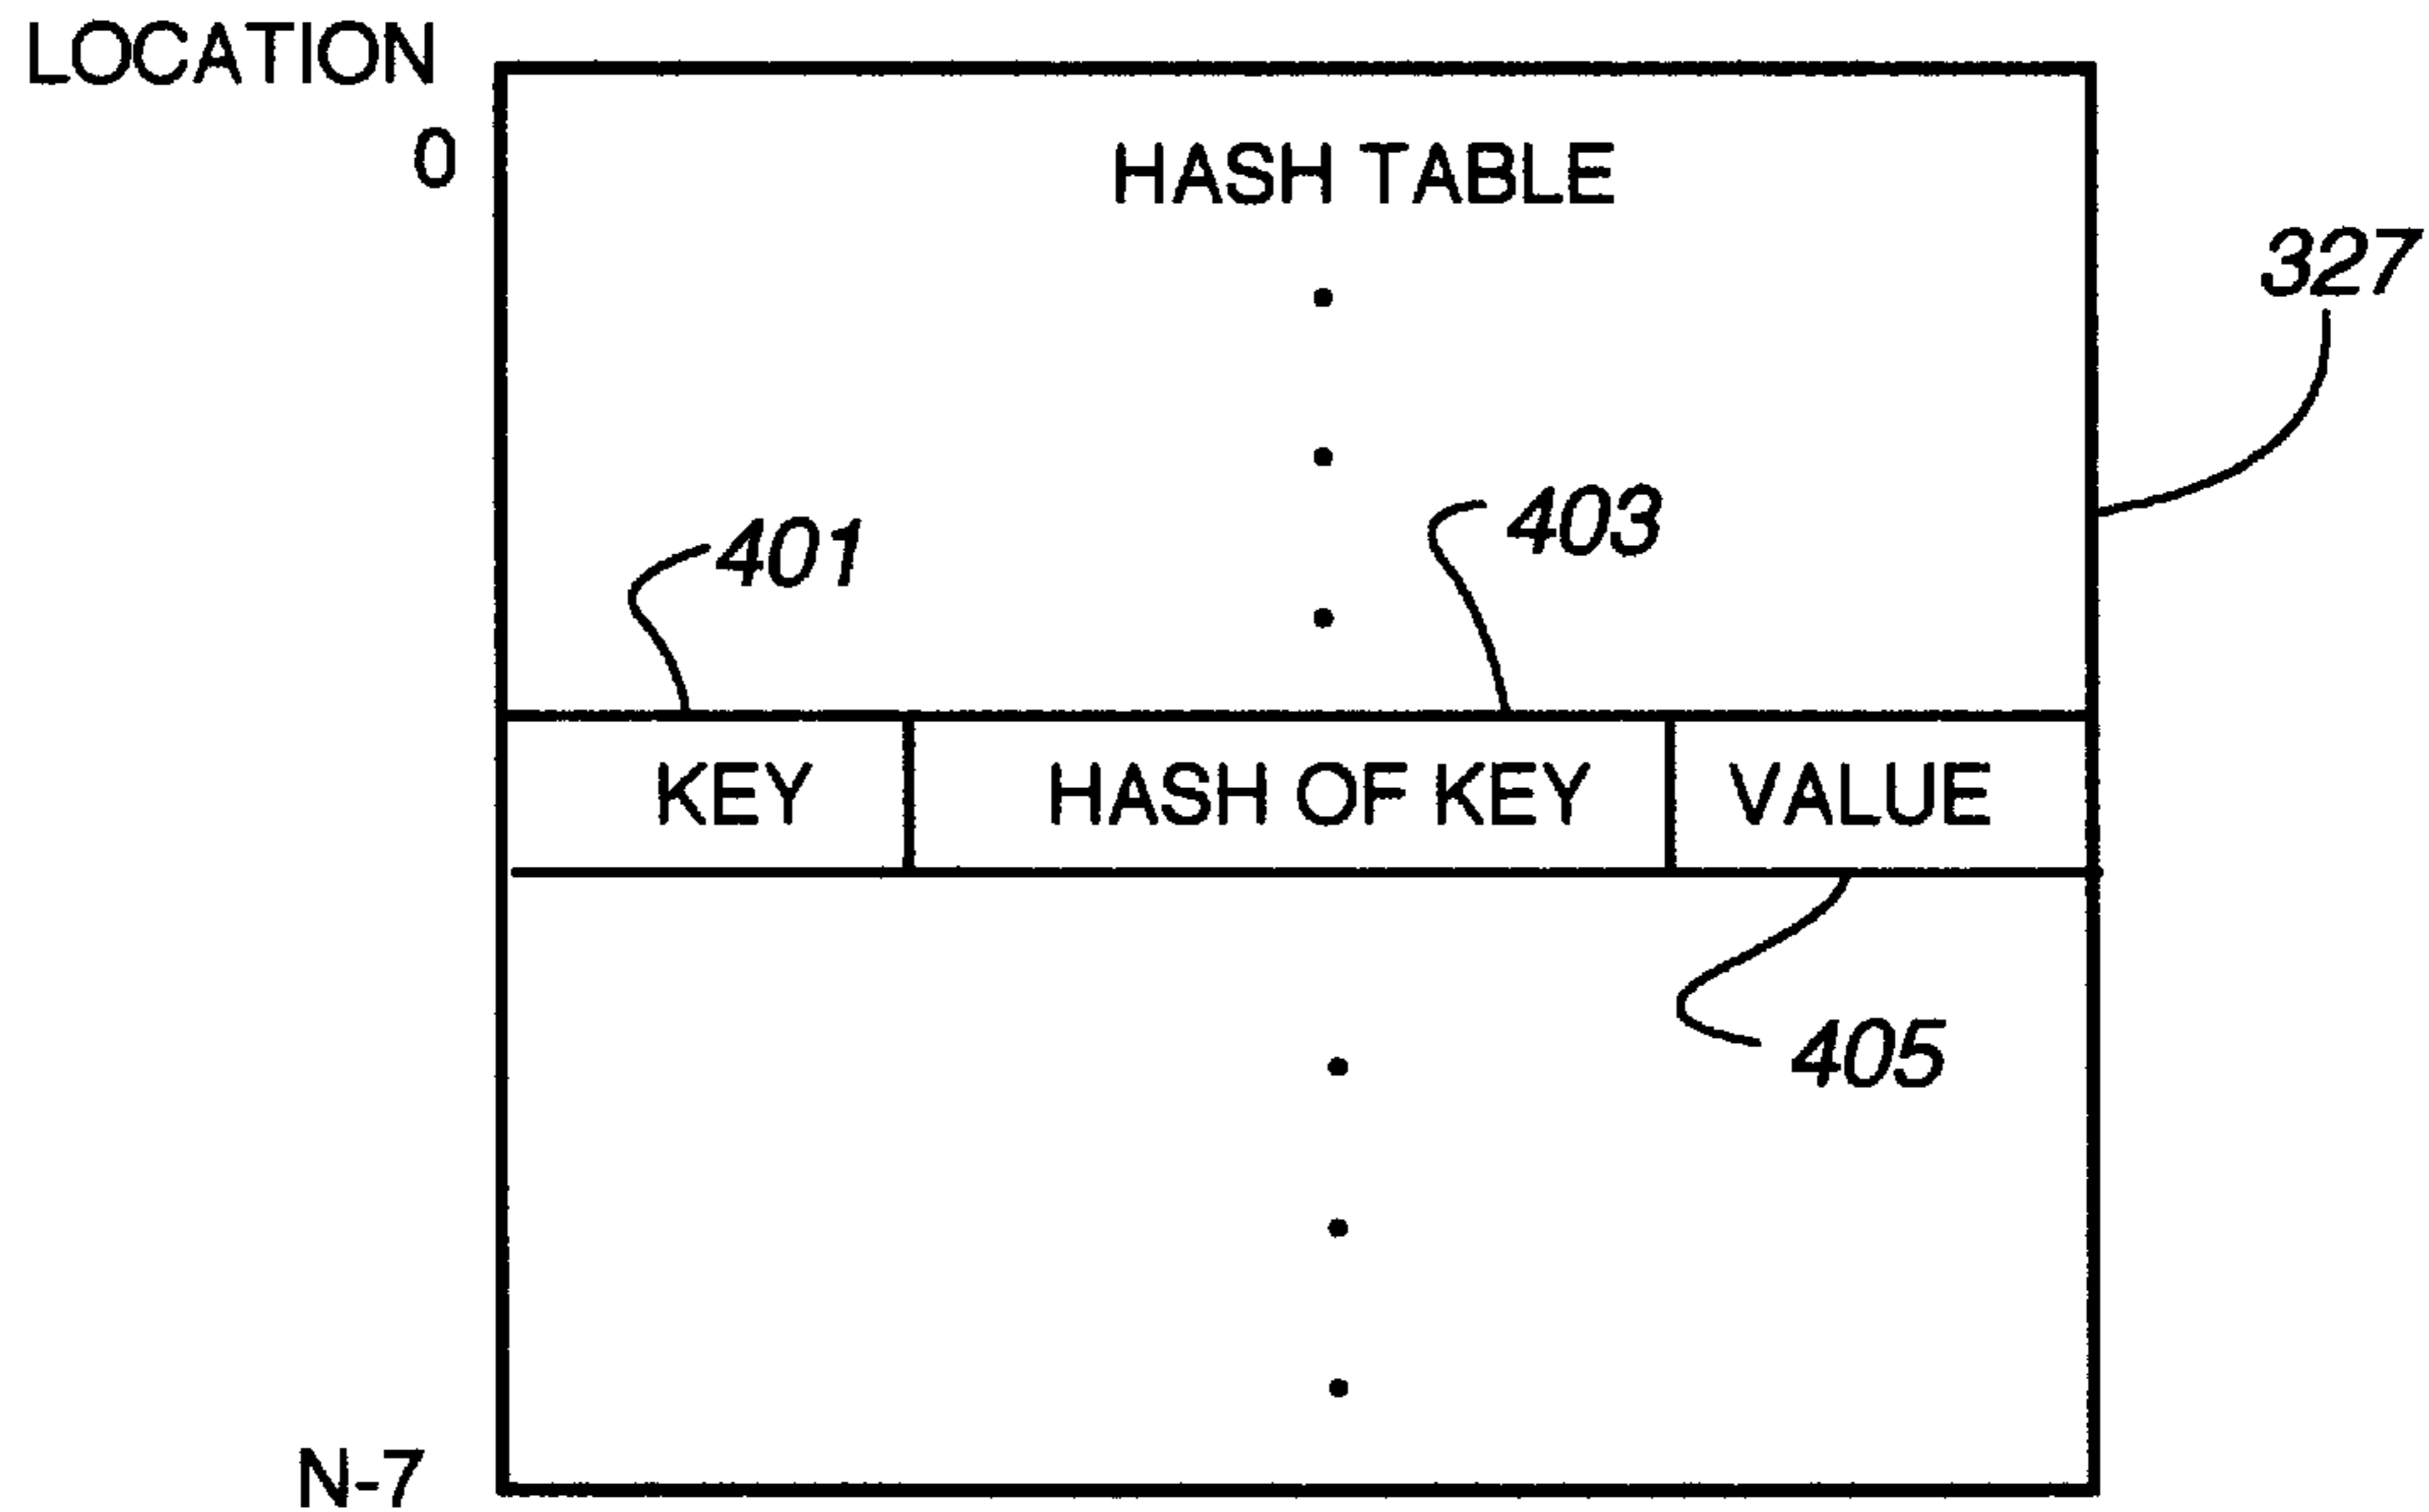 LOCATION
0
HASH TABLE
327
401
403
KEY
HASH OF KEY
VALUE
405
N-7